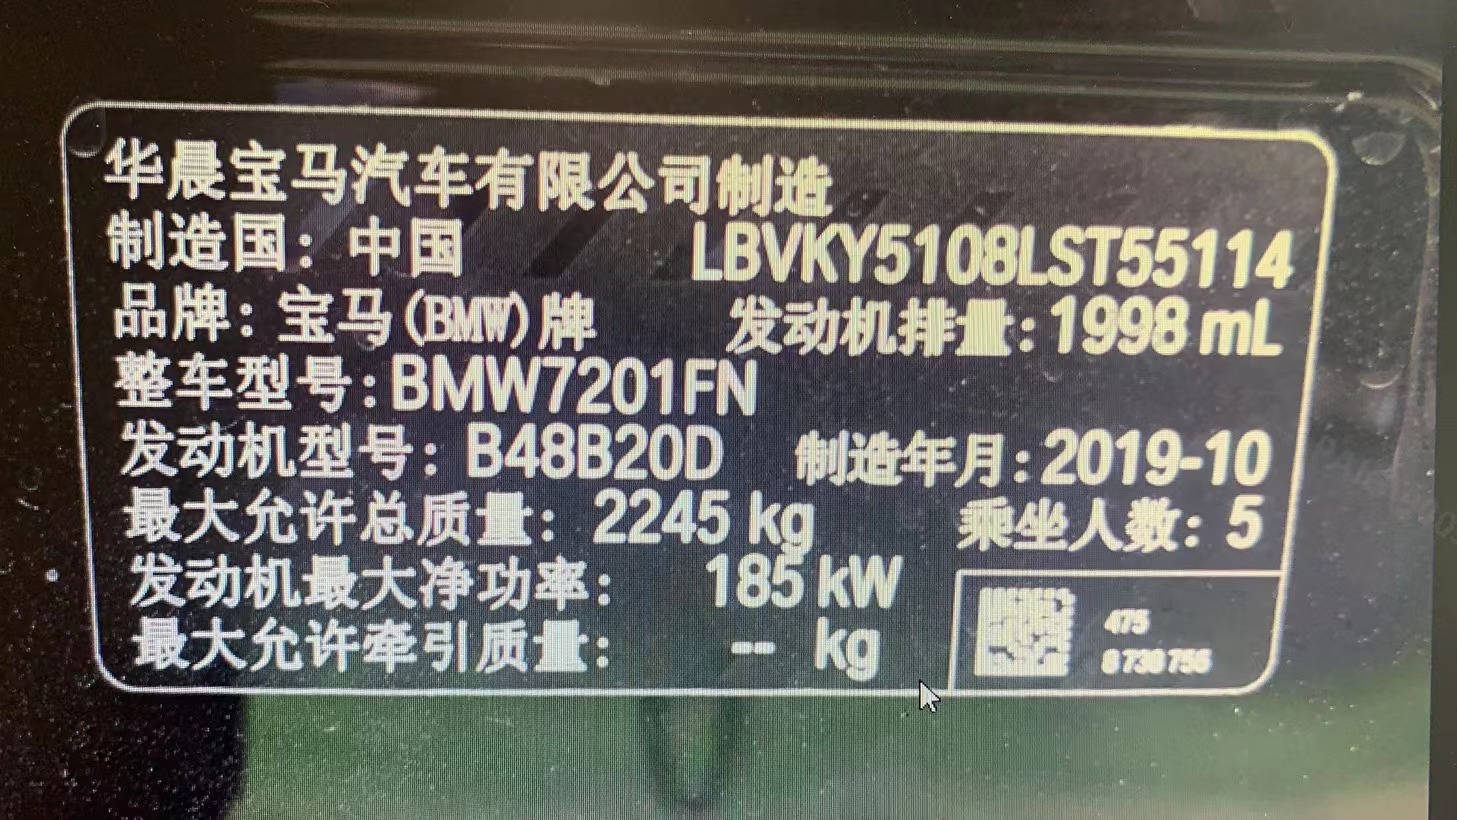 华晨宝马汽车有限公司制造
制造国：中国 LBVKY5108LST55114
品牌：宝马(BMW)牌 发动机排量：1998 mL
整车型号：BMW7201FN
发动机型号：B48B20D 制造年月：2019-10
最大允许总质量：2245 kg 乘坐人数：5
发动机最大净功率：185 kW
最大允许牵引质量：-- kg
475